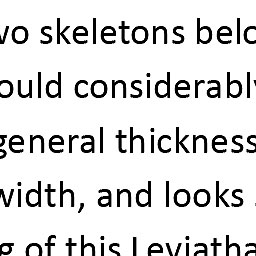 wo skeletons belo
ould considerably
general thickness
width, and looks
g of this Leviatha